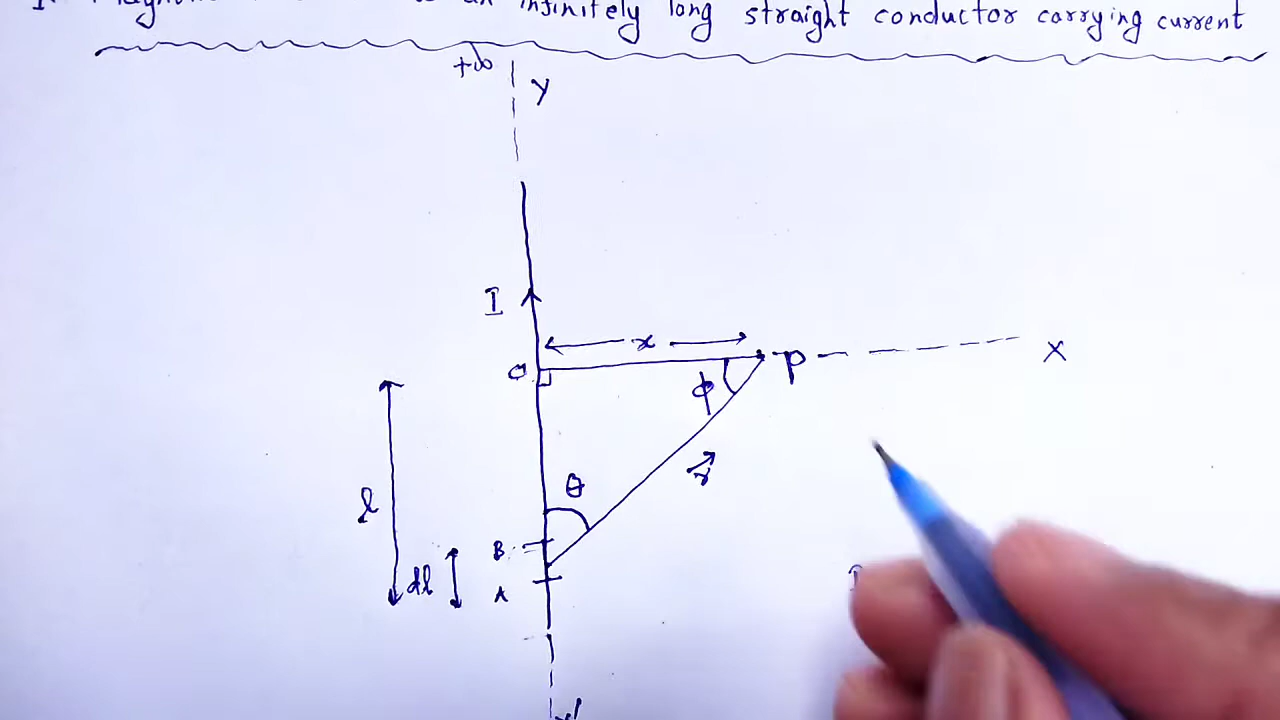 infinitely long straight conductor carrying current
+∞
Y
I
x
O
P
X
ϕ
r⃗
θ
l
B
dl
A